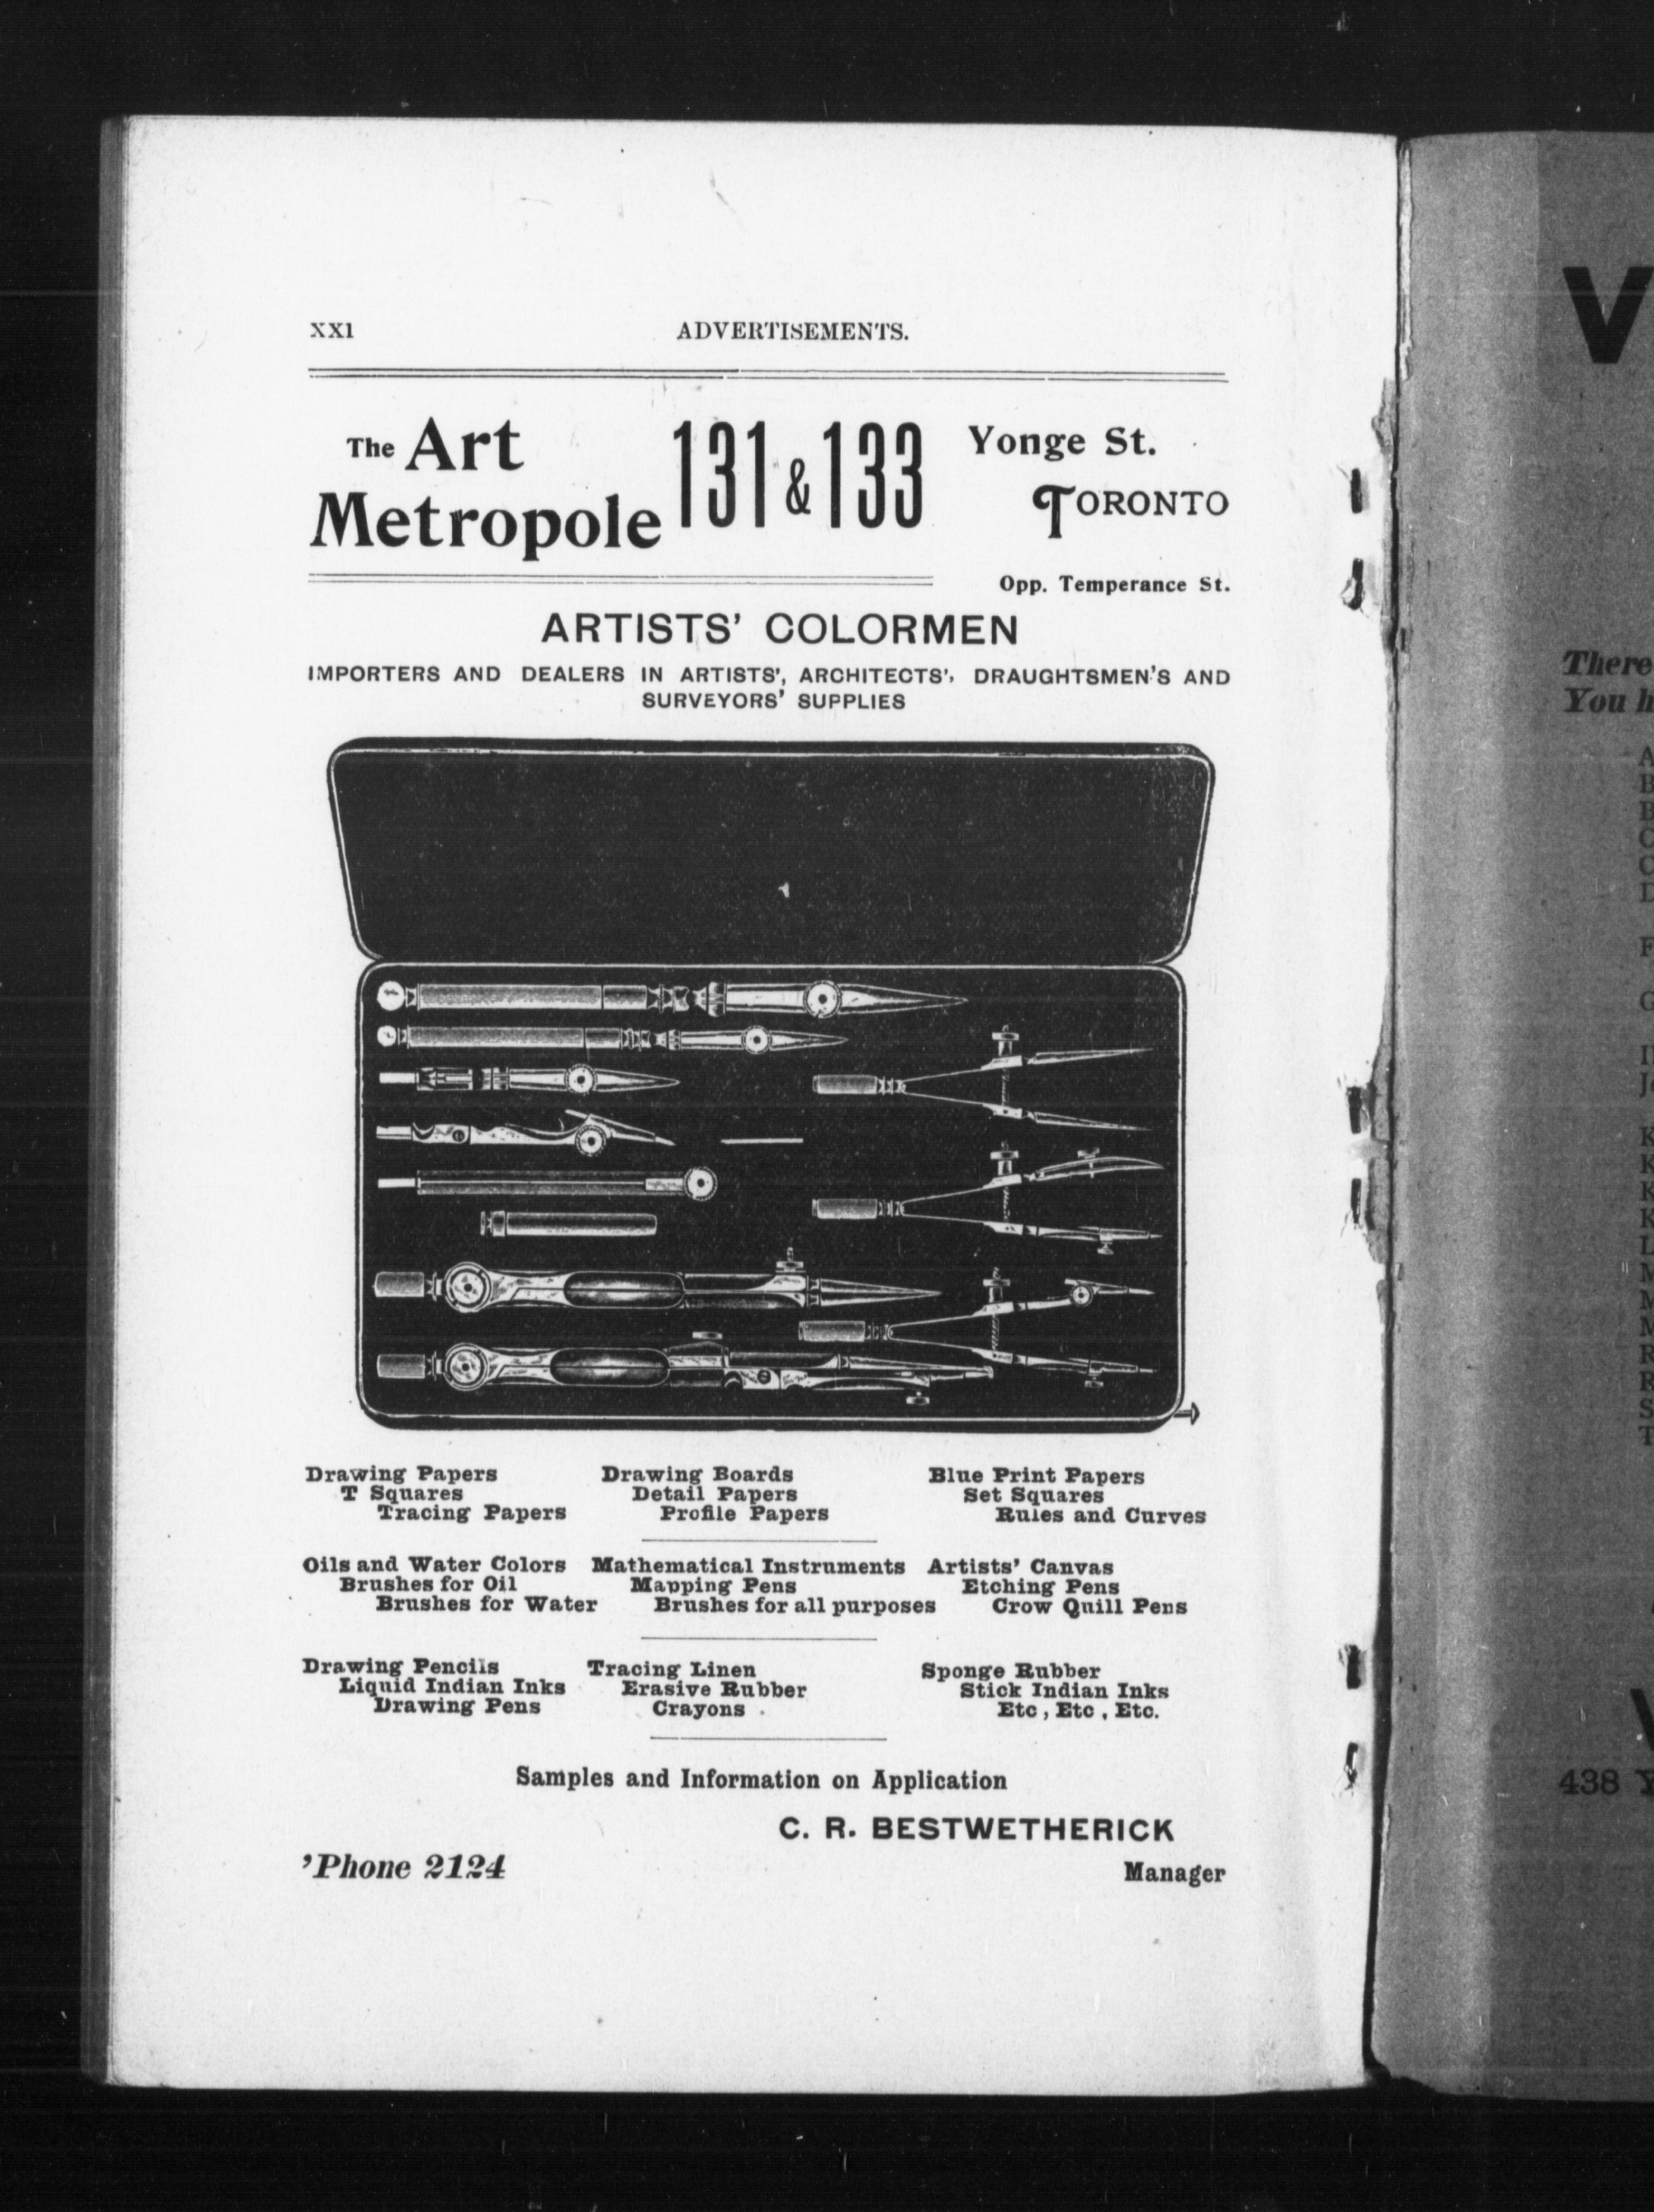 XX1 ADVERTISEMENTS.
The Art Metropole 131 & 133 Yonge St. TORONTO
Opp. Temperance St.
ARTISTS' COLORMEN
IMPORTERS AND DEALERS IN ARTISTS', ARCHITECTS', DRAUGHTSMEN'S AND
SURVEYORS' SUPPLIES
Drawing Papers Drawing Boards Blue Print Papers
T Squares Detail Papers Set Squares
Tracing Papers Profile Papers Rules and Curves
Oils and Water Colors Mathematical Instruments Artists' Canvas
Brushes for Oil Mapping Pens Etching Pens
Brushes for Water Brushes for all purposes Crow Quill Pens
Drawing Pencils Tracing Linen Sponge Rubber
Liquid Indian Inks Erasive Rubber Stick Indian Inks
Drawing Pens Crayons Etc, Etc, Etc.
Samples and Information on Application
C. R. BESTWETHERICK
'Phone 2124 Manager
V
There
You h
A
B
B
C
C
D
F
G
K
K
K
K
L
M
M
M
R
R
S
T
438 Y